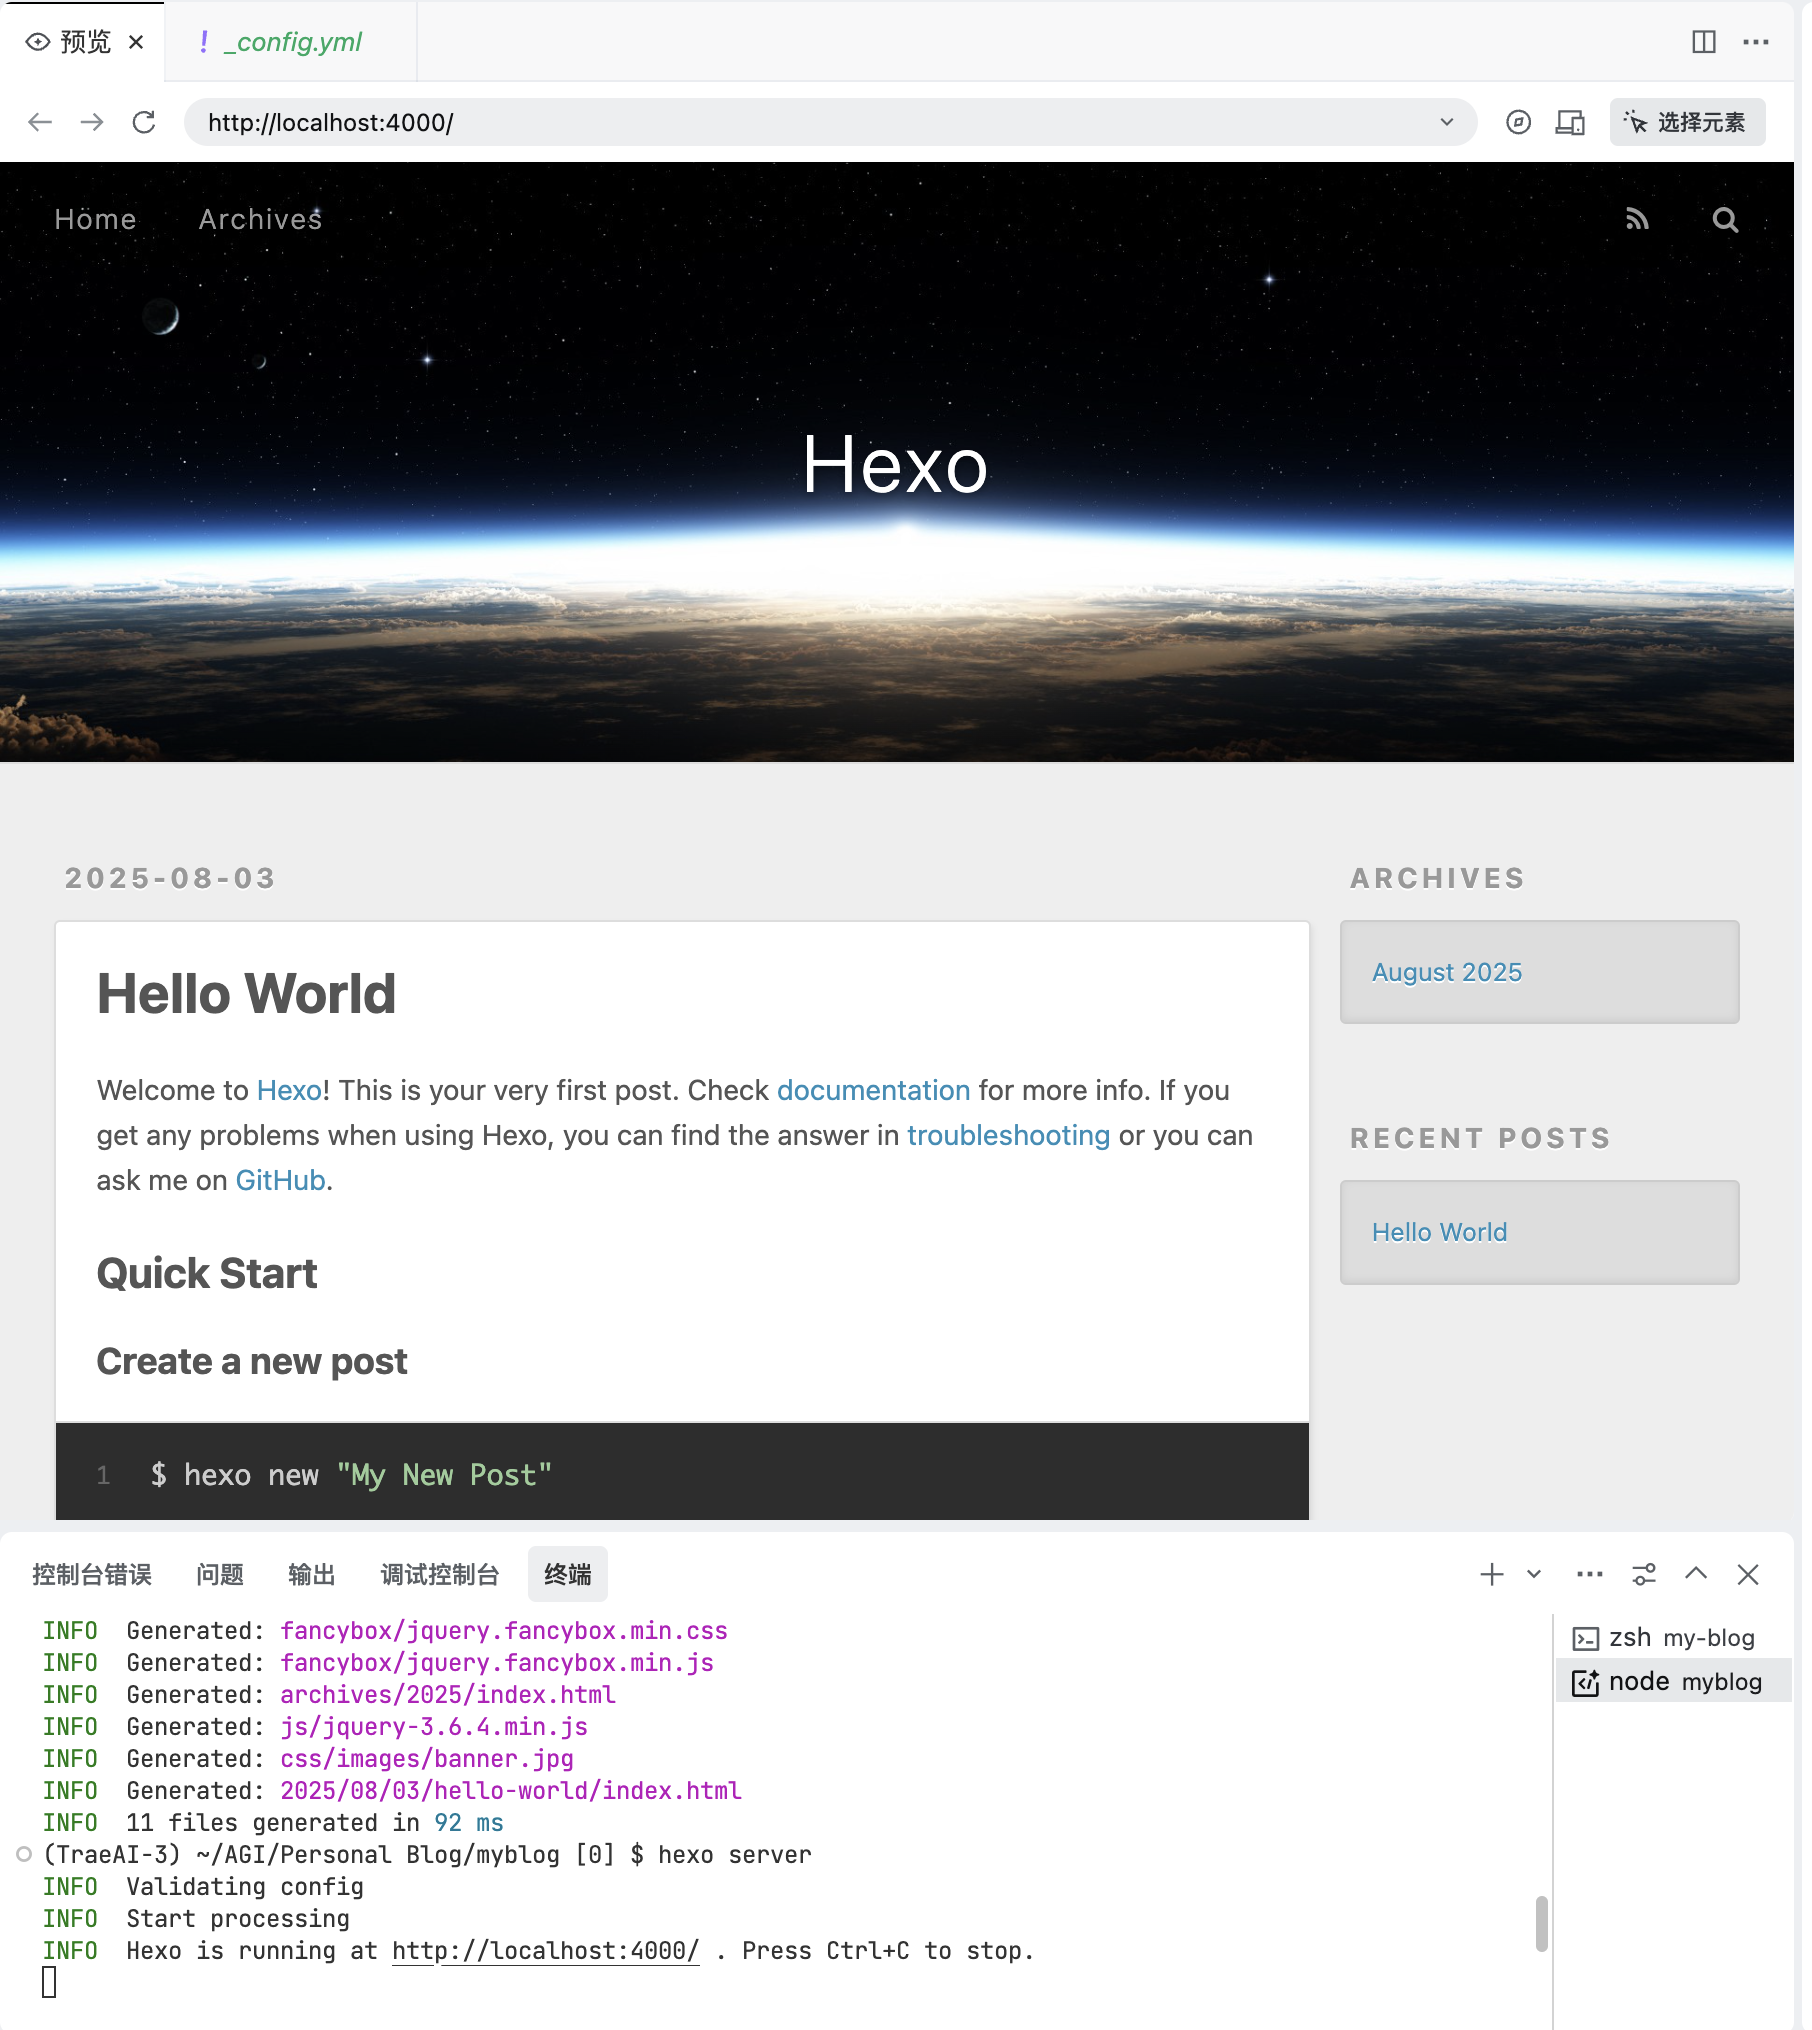 预览
! _config.yml
http://localhost:4000/
选择元素
Home
Archives
Hexo
2025-08-03
Hello World
Welcome to Hexo! This is your very first post. Check documentation for more info. If you
get any problems when using Hexo, you can find the answer in troubleshooting or you can
ask me on GitHub.
Quick Start
Create a new post
1 $ hexo new "My New Post"
ARCHIVES
August 2025
RECENT POSTS
Hello World
控制台错误
问题
输出
调试控制台
终端
INFO  Generated: fancybox/jquery.fancybox.min.css
INFO  Generated: fancybox/jquery.fancybox.min.js
INFO  Generated: archives/2025/index.html
INFO  Generated: js/jquery-3.6.4.min.js
INFO  Generated: css/images/banner.jpg
INFO  Generated: 2025/08/03/hello-world/index.html
INFO  11 files generated in 92 ms
(TraeAI-3) ~/AGI/Personal Blog/myblog [0] $ hexo server
INFO  Validating config
INFO  Start processing
INFO  Hexo is running at http://localhost:4000/ . Press Ctrl+C to stop.
zsh my-blog
node myblog